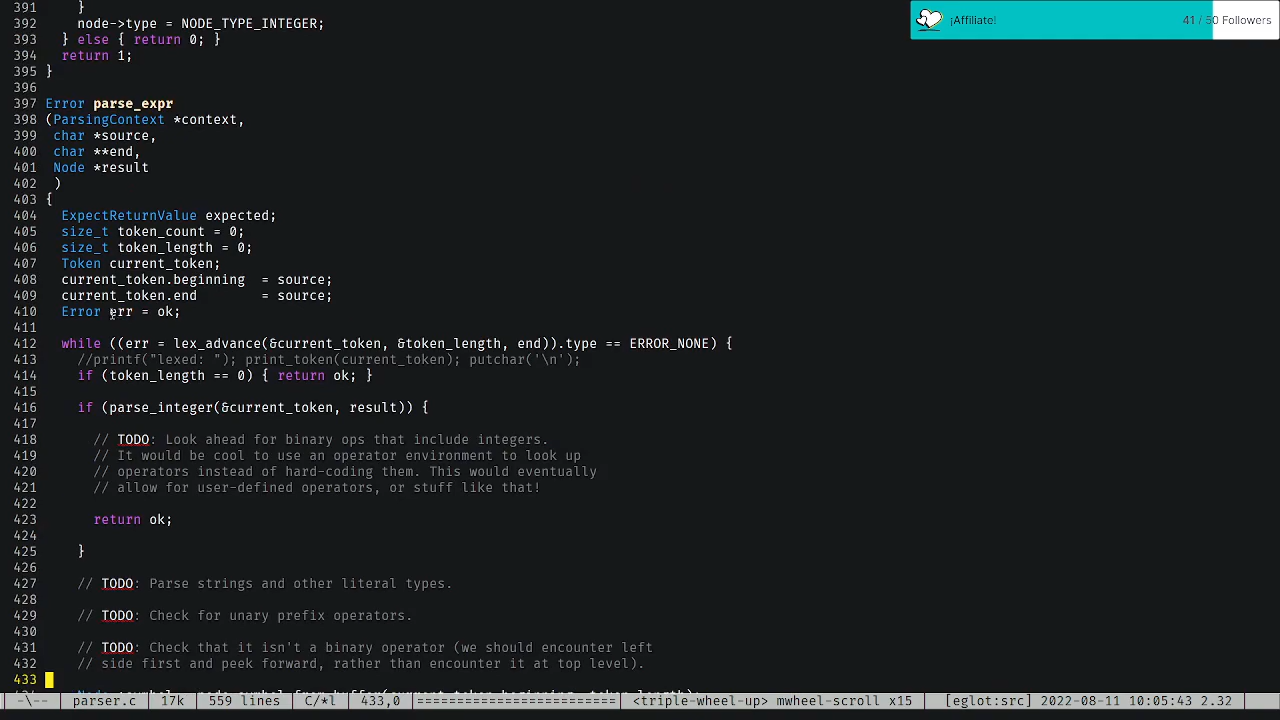 391     }
392     node->type = NODE_TYPE_INTEGER;
393   } else { return 0; }
394   return 1;
395 }
396
397 Error parse_expr
398 (ParsingContext *context,
399  char *source,
400  char **end,
401  Node *result
402  )
403 {
404   ExpectReturnValue expected;
405   size_t token_count = 0;
406   size_t token_length = 0;
407   Token current_token;
408   current_token.beginning  = source;
409   current_token.end        = source;
410   Error err = ok;
411
412   while ((err = lex_advance(&current_token, &token_length, end)).type == ERROR_NONE) {
413     //printf("lexed: "); print_token(current_token); putchar('\n');
414     if (token_length == 0) { return ok; }
415
416     if (parse_integer(&current_token, result)) {
417
418       // TODO: Look ahead for binary ops that include integers.
419       // It would be cool to use an operator environment to look up
420       // operators instead of hard-coding them. This would eventually
421       // allow for user-defined operators, or stuff like that!
422
423       return ok;
424
425     }
426
427     // TODO: Parse strings and other literal types.
428
429     // TODO: Check for unary prefix operators.
430
431     // TODO: Check that it isn't a binary operator (we should encounter left
432     // side first and peek forward, rather than encounter it at top level).
433
-\-- parser.c 17k 559 lines C/*l 433,0 ========================= <triple-wheel-up> mwheel-scroll x15 [eglot:src] 2022-08-11 10:05:43 2.32
¡Affiliate! 41 / 50 Followers